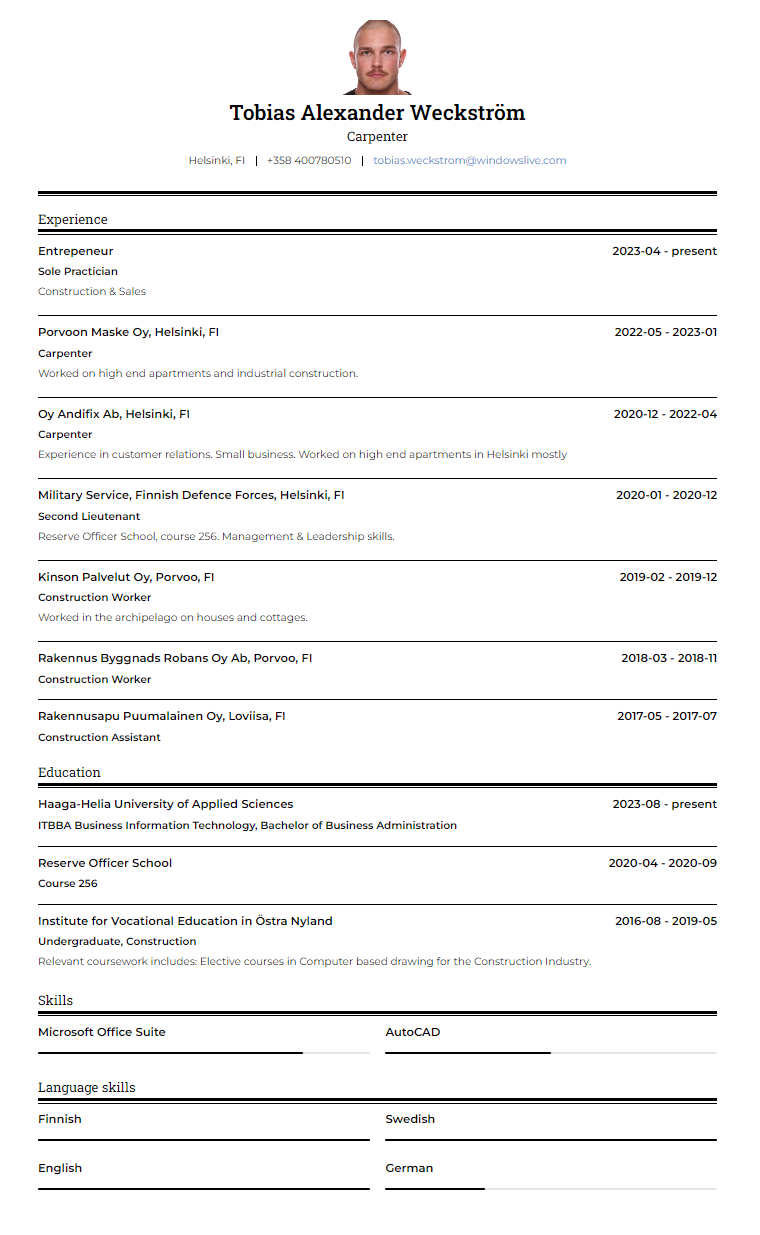 Tobias Alexander Weckström
Carpenter
Helsinki, FI | +358 400780510 | tobias.weckstrom@windowslive.com
Experience
Entrepeneur 2023-04 - present
Sole Practician
Construction & Sales
Porvoon Maske Oy, Helsinki, FI 2022-05 - 2023-01
Carpenter
Worked on high end apartments and industrial construction.
Oy Andifix Ab, Helsinki, FI 2020-12 - 2022-04
Carpenter
Experience in customer relations. Small business. Worked on high end apartments in Helsinki mostly
Military Service, Finnish Defence Forces, Helsinki, FI 2020-01 - 2020-12
Second Lieutenant
Reserve Officer School, course 256. Management & Leadership skills.
Kinson Palvelut Oy, Porvoo, FI 2019-02 - 2019-12
Construction Worker
Worked in the archipelago on houses and cottages.
Rakennus Byggnads Robans Oy Ab, Porvoo, FI 2018-03 - 2018-11
Construction Worker
Rakennusapu Puumalainen Oy, Loviisa, FI 2017-05 - 2017-07
Construction Assistant
Education
Haaga-Helia University of Applied Sciences 2023-08 - present
ITBBA Business Information Technology, Bachelor of Business Administration
Reserve Officer School 2020-04 - 2020-09
Course 256
Institute for Vocational Education in Östra Nyland 2016-08 - 2019-05
Undergraduate, Construction
Relevant coursework includes: Elective courses in Computer based drawing for the Construction Industry.
Skills
Microsoft Office Suite AutoCAD
Language skills
Finnish Swedish
English German